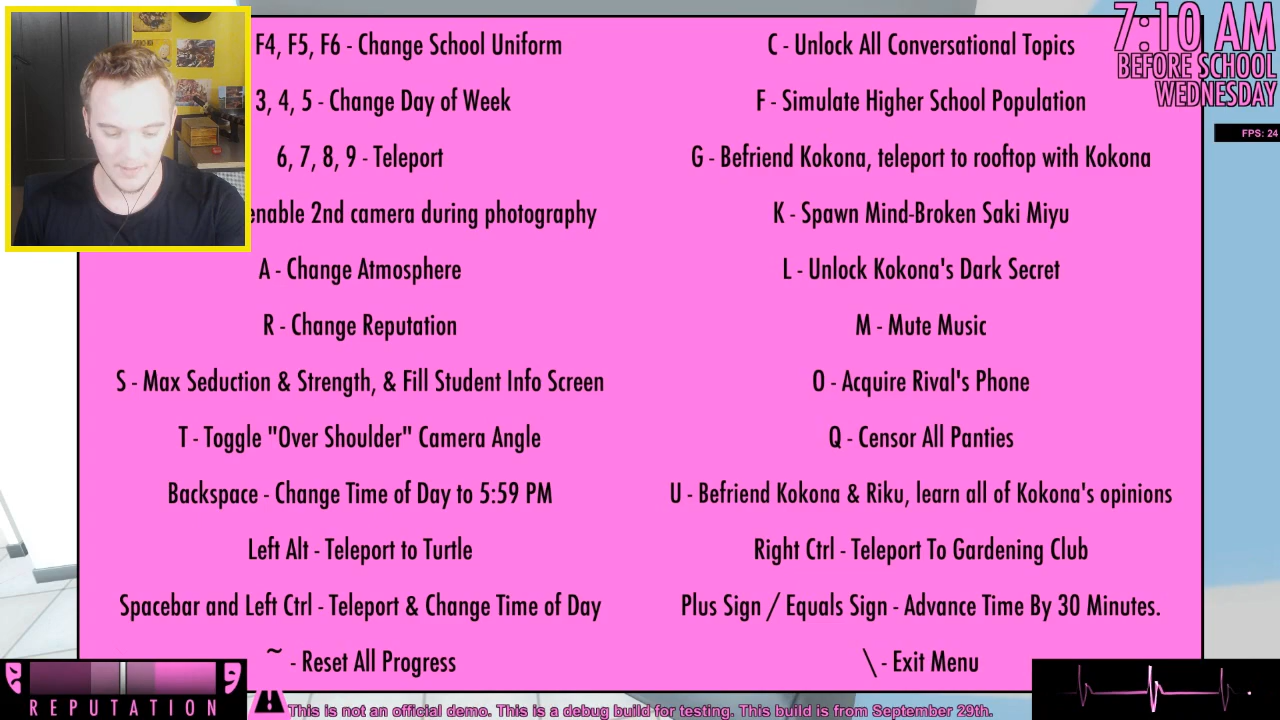 F4, F5, F6 - Change School Uniform
3, 4, 5 - Change Day of Week
6, 7, 8, 9 - Teleport
enable 2nd camera during photography
A - Change Atmosphere
R - Change Reputation
S - Max Seduction & Strength, & Fill Student Info Screen
T - Toggle "Over Shoulder" Camera Angle
Backspace - Change Time of Day to 5:59 PM
Left Alt - Teleport to Turtle
Spacebar and Left Ctrl - Teleport & Change Time of Day
~ - Reset All Progress
C - Unlock All Conversational Topics
F - Simulate Higher School Population
G - Befriend Kokona, teleport to rooftop with Kokona
K - Spawn Mind-Broken Saki Miyu
L - Unlock Kokona's Dark Secret
M - Mute Music
O - Acquire Rival's Phone
Q - Censor All Panties
U - Befriend Kokona & Riku, learn all of Kokona's opinions
Right Ctrl - Teleport To Gardening Club
Plus Sign / Equals Sign - Advance Time By 30 Minutes.
\ - Exit Menu
7:10 AM
BEFORE SCHOOL
WEDNESDAY
FPS: 24
REPUTATION
This is not an official demo. This is a debug build for testing. This build is from September 29th.